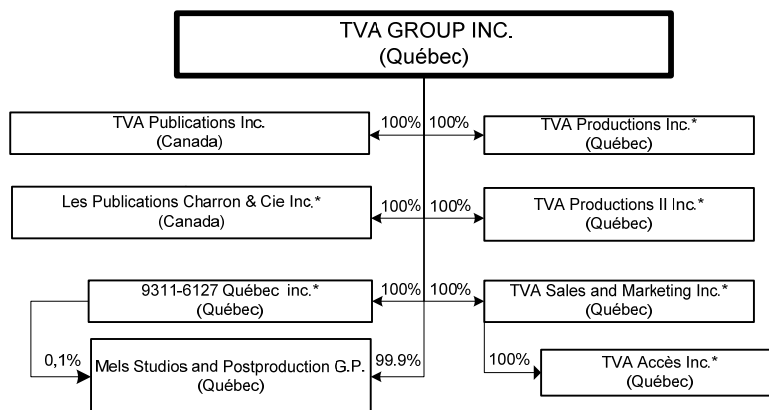 TVA GROUP INC.
(Québec)
TVA Publications Inc.
(Canada)
100%
100%
TVA Productions Inc.*
(Québec)
Les Publications Charron & Cie Inc.*
(Canada)
100%
100%
TVA Productions II Inc.*
(Québec)
9311-6127 Québec inc.*
(Québec)
100%
100%
TVA Sales and Marketing Inc.*
(Québec)
0,1%
Mels Studios and Postproduction G.P.
(Québec)
99.9%
100%
TVA Accès Inc.*
(Québec)